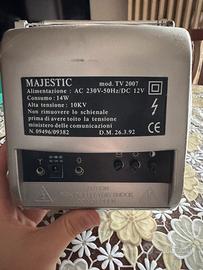 MAJESTIC mod. TV 2007
Alimentazione : AC 230V-50Hz/DC 12V
Consumo : 14W
Alta tensione : 10KV
Non rimuovere lo schienale
prima di avere tolto la tensione
ministero delle comunicazioni
N. 09496/09382 D.M. 26.3.92
CAUTION